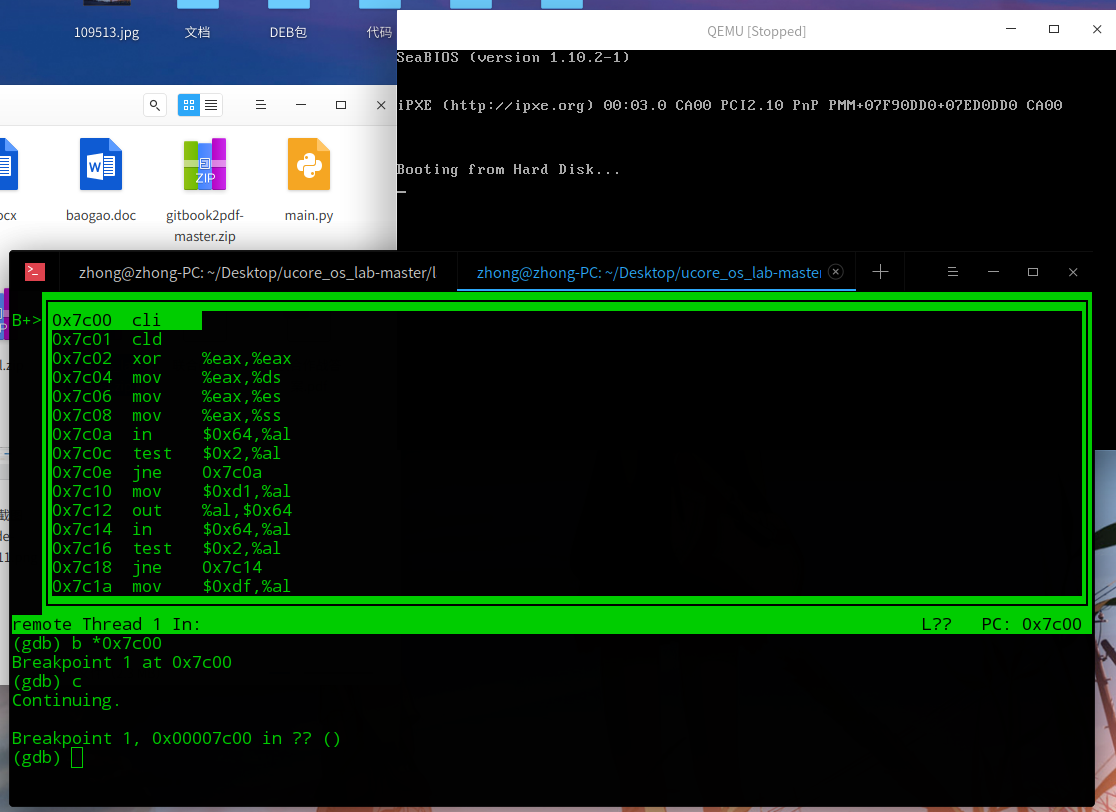 109513.jpg
文档
DEB包
代码
QEMU [Stopped]
SeaBIOS (version 1.10.2-1)
iPXE (http://ipxe.org) 00:03.0 CA00 PCI2.10 PnP PMM+07F90DD0+07ED0DD0 CA00
Booting from Hard Disk...
W
ZIP
ocx
baogao.doc
gitbook2pdf-
master.zip
main.py
zhong@zhong-PC: ~/Desktop/ucore_os_lab-master/l
zhong@zhong-PC: ~/Desktop/ucore_os_lab-master
B+> 0x7c00 cli
0x7c01 cld
0x7c02 xor %eax,%eax
0x7c04 mov %eax,%ds
0x7c06 mov %eax,%es
0x7c08 mov %eax,%ss
0x7c0a in $0x64,%al
0x7c0c test $0x2,%al
0x7c0e jne 0x7c0a
0x7c10 mov $0xd1,%al
0x7c12 out %al,$0x64
0x7c14 in $0x64,%al
0x7c16 test $0x2,%al
0x7c18 jne 0x7c14
0x7c1a mov $0xdf,%al
remote Thread 1 In: L?? PC: 0x7c00
(gdb) b *0x7c00
Breakpoint 1 at 0x7c00
(gdb) c
Continuing.
Breakpoint 1, 0x00007c00 in ?? ()
(gdb)